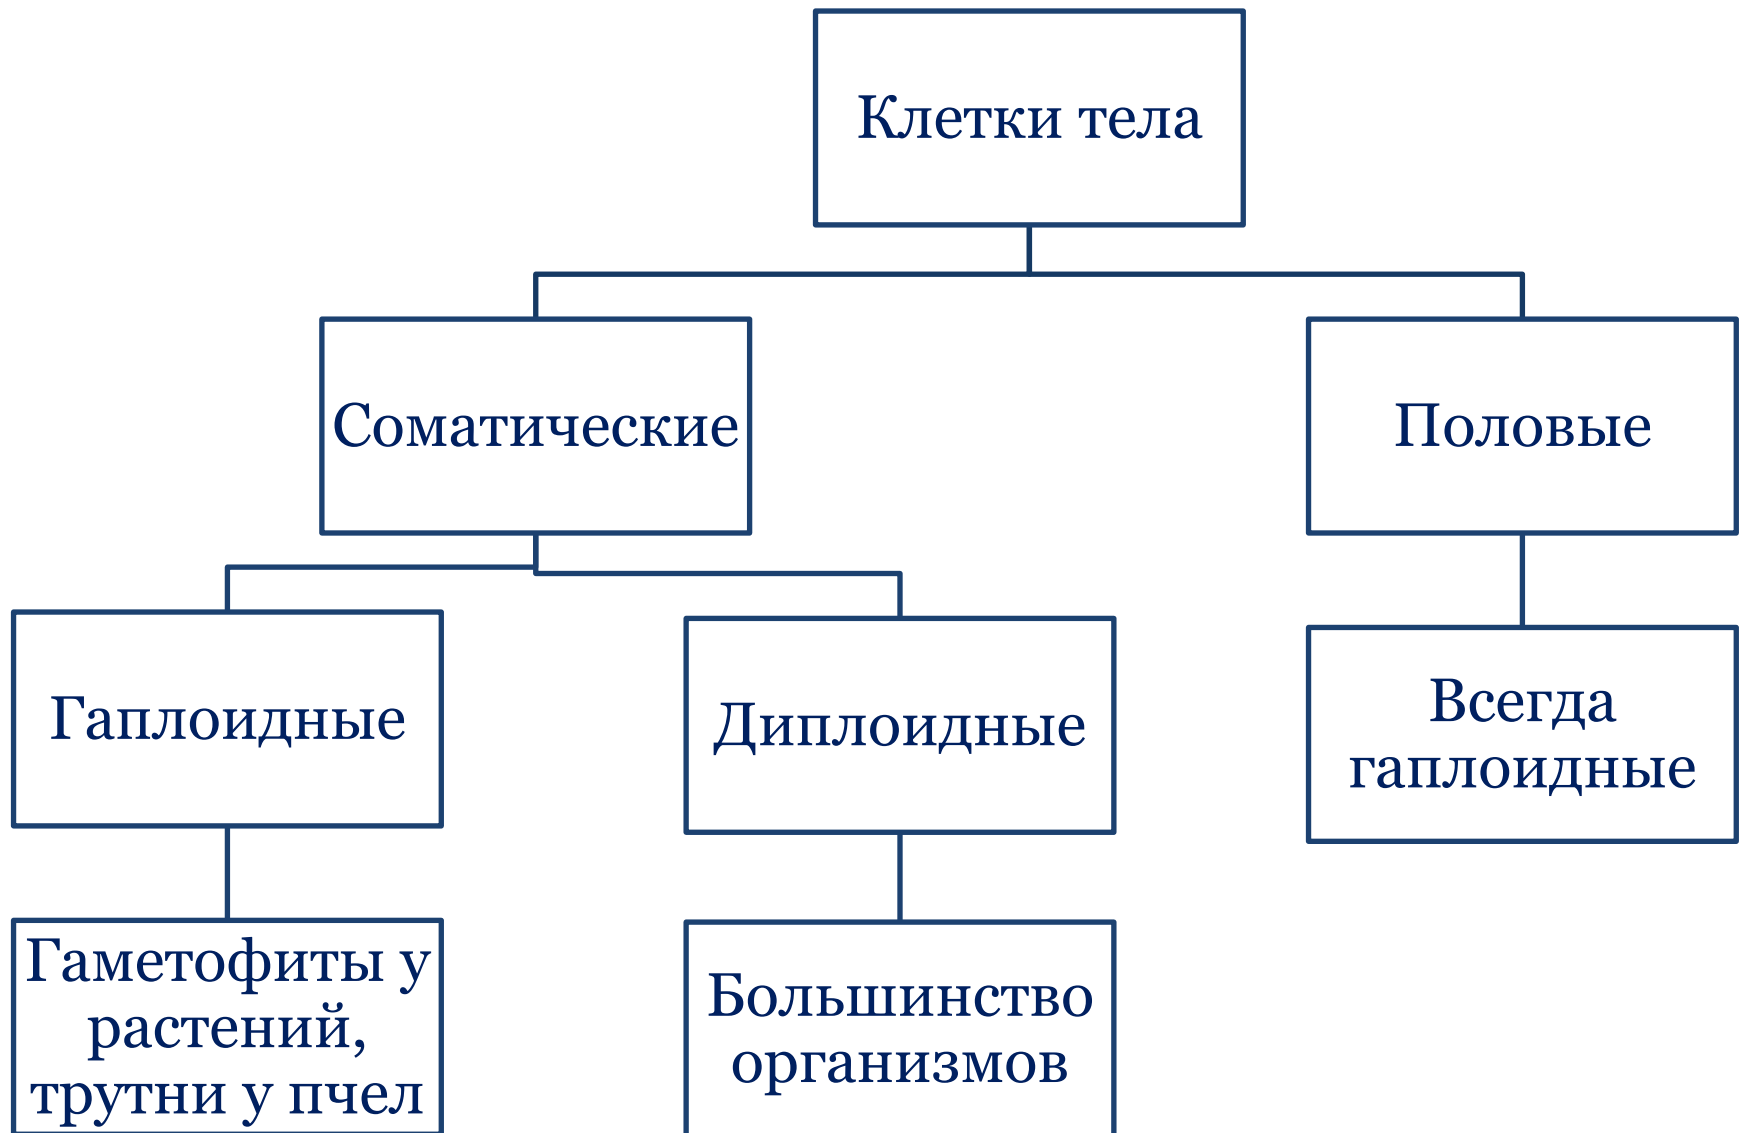 Клетки тела
Соматические
Половые
Гаплоидные
Диплоидные
Всегда
гаплоидные
Гаметофиты у
растений,
трутни у пчел
Большинство
организмов